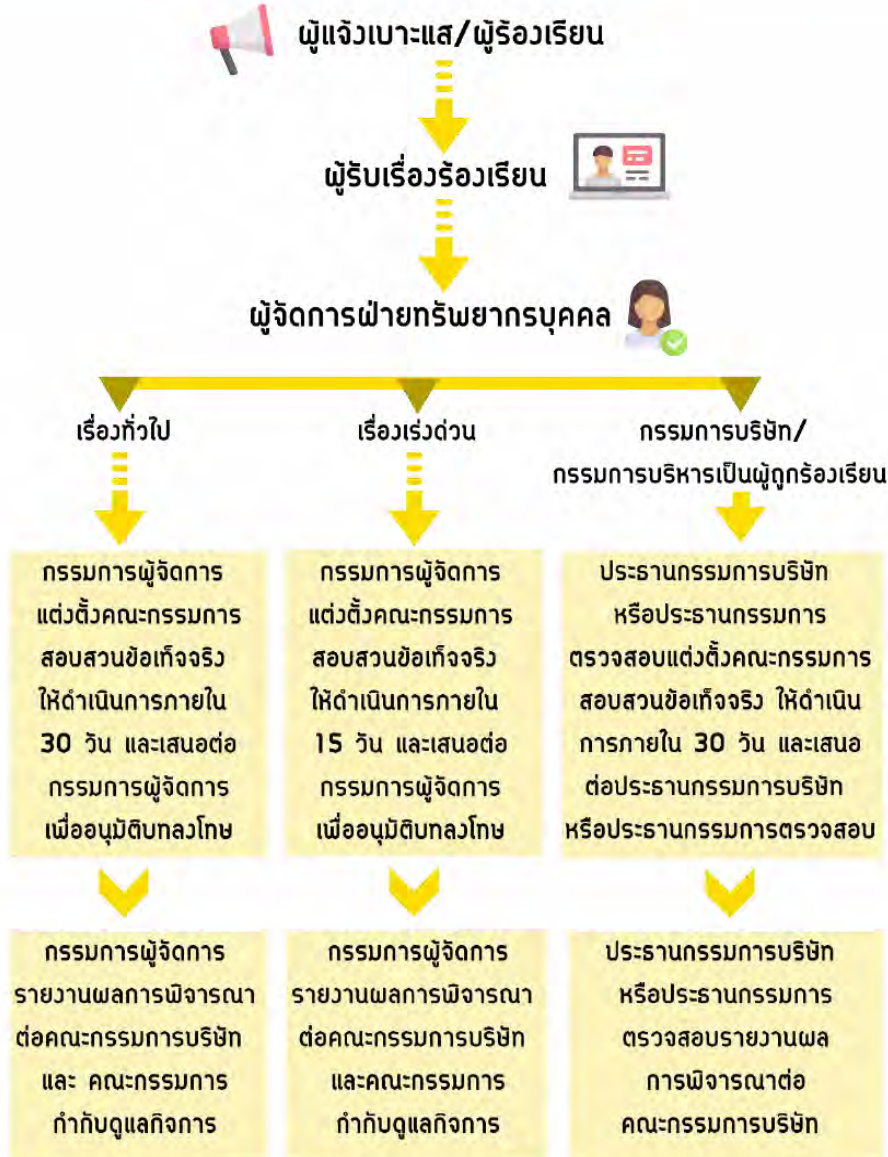 ผู้แจ้งเบาะแส/ผู้ร้องเรียน
ผู้รับเรื่องร้องเรียน
ผู้จัดการฝ่ายทรัพยากรบุคคล
เรื่องทั่วไป
กรรมการผู้จัดการ
แต่งตั้งคณะกรรมการ
สอบสวนข้อเท็จจริง
ให้ดำเนินการภายใน
30 วัน และเสนอต่อ
กรรมการผู้จัดการ
เพื่ออนุมัติบทลงโทษ
กรรมการผู้จัดการ
รายงานผลการพิจารณา
ต่อคณะกรรมการบริษัท
และ คณะกรรมการ
กำกับดูแลกิจการ
เรื่องเร่งด่วน
กรรมการผู้จัดการ
แต่งตั้งคณะกรรมการ
สอบสวนข้อเท็จจริง
ให้ดำเนินการภายใน
15 วัน และเสนอต่อ
กรรมการผู้จัดการ
เพื่ออนุมัติบทลงโทษ
กรรมการผู้จัดการ
รายงานผลการพิจารณา
ต่อคณะกรรมการบริษัท
และคณะกรรมการ
กำกับดูแลกิจการ
กรรมการบริษัท/
กรรมการบริหารเป็นผู้ถูกร้องเรียน
ประธานกรรมการบริษัท
หรือประธานกรรมการ
ตรวจสอบแต่งตั้งคณะกรรมการ
สอบสวนข้อเท็จจริง ให้ดำเนิน
การภายใน 30 วัน และเสนอ
ต่อประธานกรรมการบริษัท
หรือประธานกรรมการตรวจสอบ
ประธานกรรมการบริษัท
หรือประธานกรรมการ
ตรวจสอบรายงานผล
การพิจารณาต่อ
คณะกรรมการบริษัท